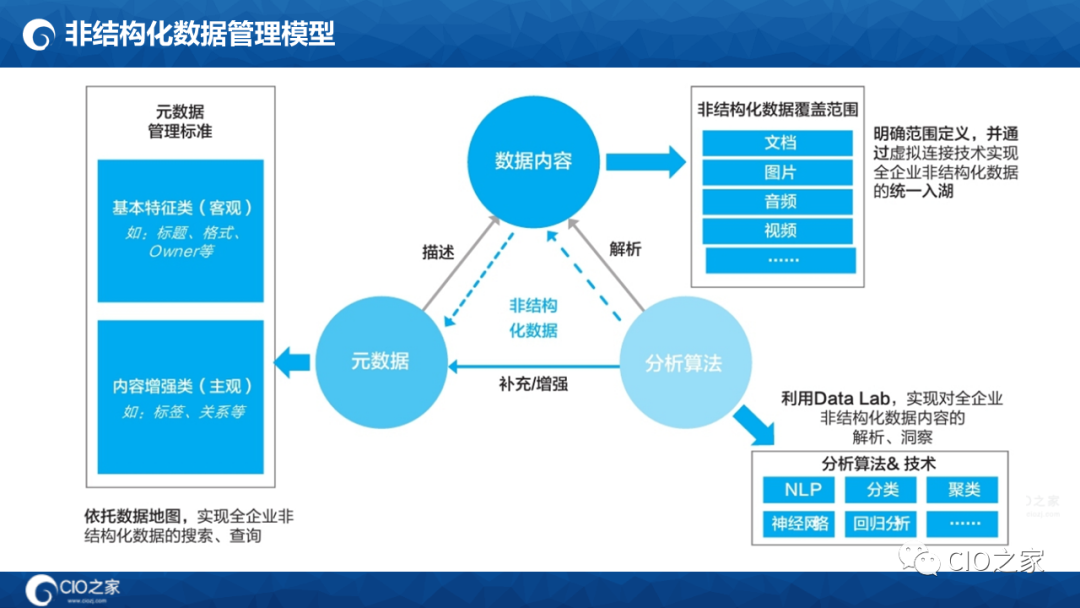 非结构化数据管理模型
元数据
管理标准
基本特征类（客观）
如：标题、格式、
Owner等
内容增强类（主观）
如：标签、关系等
依托数据地图，实现全企业非
结构化数据的搜索、查询
数据内容
描述
解析
非结构
化数据
元数据
补充/增强
分析算法
非结构化数据覆盖范围
文档
图片
音频
视频
······
明确范围定义，并通
过虚拟连接技术实现
全企业非结构化数据
的统一入湖
利用Data Lab，实现对全企业
非结构化数据内容的
解析、洞察
分析算法& 技术
NLP
分类
聚类
神经网络
回归分析
······
CIO之家
CIO之家
www.ciozj.com